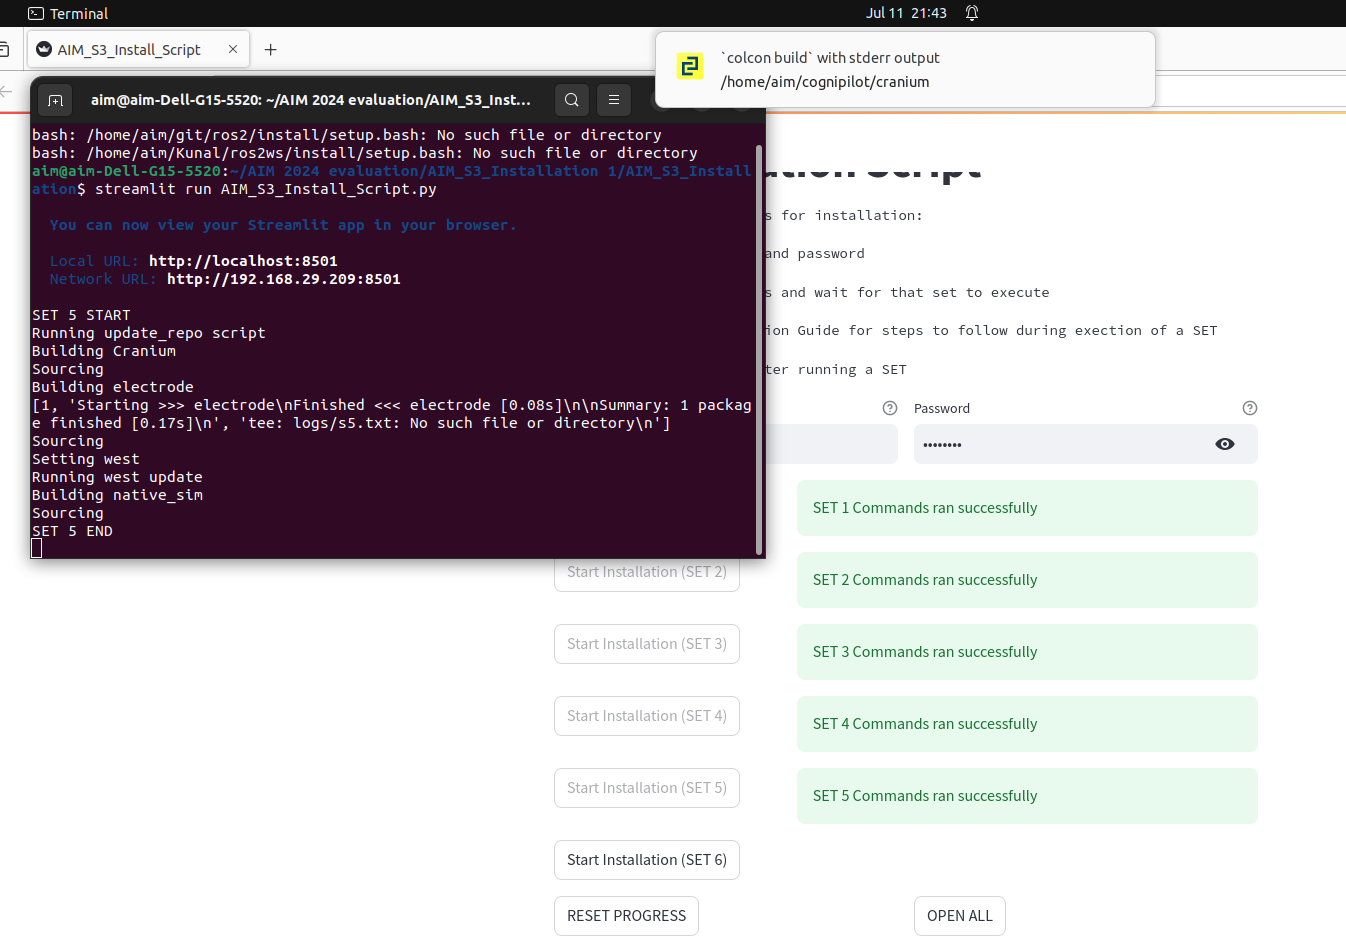 Terminal
Jul 11 21:43
AIM_S3_Install_Script
`colcon build` with stderr output
/home/aim/cognipilot/cranium
aim@aim-Dell-G15-5520: ~/AIM 2024 evaluation/AIM_S3_Inst...
bash: /home/aim/git/ros2/install/setup.bash: No such file or directory
bash: /home/aim/Kunal/ros2ws/install/setup.bash: No such file or directory
aim@aim-Dell-G15-5520:~/AIM 2024 evaluation/AIM_S3_Installation 1/AIM_S3_Install
ation$ streamlit run AIM_S3_Install_Script.py
You can now view your Streamlit app in your browser.
Local URL: http://localhost:8501
Network URL: http://192.168.29.209:8501
SET 5 START
Running update_repo script
Building Cranium
Sourcing
Building electrode
[1, 'Starting >>> electrode\nFinished <<< electrode [0.08s]\n\nSummary: 1 packag
e finished [0.17s]\n', 'tee: logs/s5.txt: No such file or directory\n']
Sourcing
Setting west
Running west update
Building native_sim
Sourcing
SET 5 END
ation Script
s for installation:
and password
s and wait for that set to execute
ion Guide for steps to follow during exection of a SET
ter running a SET
Password
••••••••
SET 1 Commands ran successfully
Start Installation (SET 2)
SET 2 Commands ran successfully
Start Installation (SET 3)
SET 3 Commands ran successfully
Start Installation (SET 4)
SET 4 Commands ran successfully
Start Installation (SET 5)
SET 5 Commands ran successfully
Start Installation (SET 6)
RESET PROGRESS
OPEN ALL